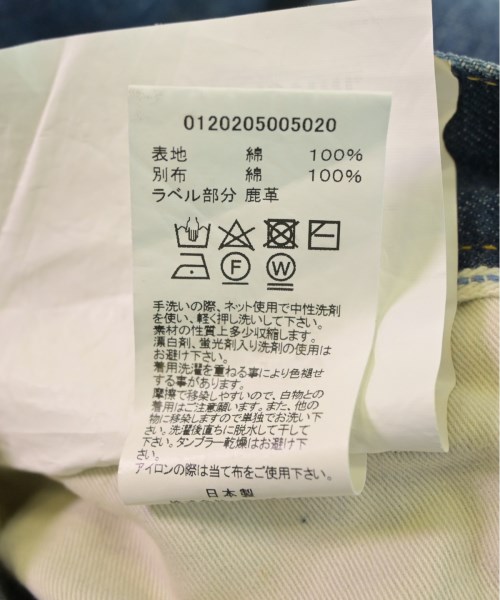 0120205005020
表地 綿 100%
別布 綿 100%
ラベル部分 鹿革
F W
手洗いの際、ネット使用で中性洗剤
を使い、軽く押し洗いして下さい。
素材の性質上多少収縮します。
漂白剤、蛍光剤入り洗剤の使用は
お避け下さい。
着用洗濯を重ねる事により色褪せ
する事があります。
摩擦で移染しやすいので、白物との
着用はご注意願います。また、他の
物に移染しますので単独でお洗い下
さい。洗濯後直ちに脱水して干して
下さい。タンブラー乾燥はお避け
下さい。
アイロンの際は当て布をご使用下さい。
日本製